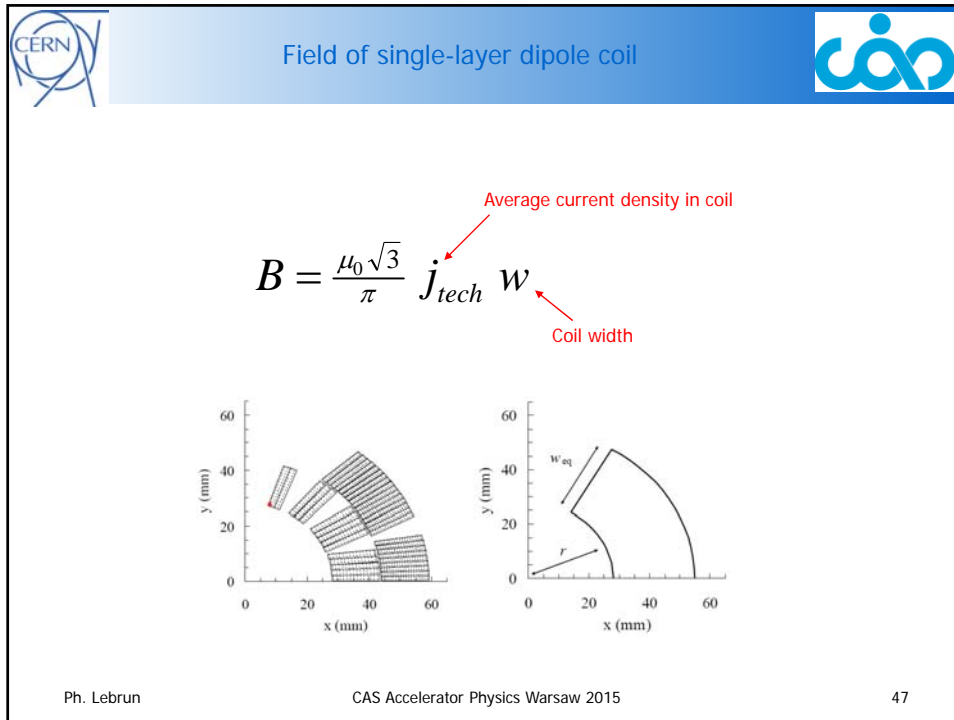 CERN
Field of single-layer dipole coil
cas
Average current density in coil
B = μ₀√3/π j_tech w
Coil width
60
40
20
0
y (mm)
0 20 40 60
x (mm)
60
40
20
0
y (mm)
w_eq
r
0 20 40 60
x (mm)
Ph. Lebrun CAS Accelerator Physics Warsaw 2015 47